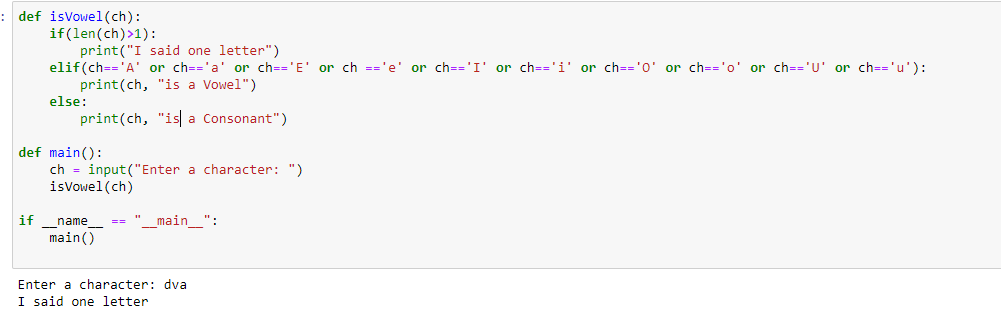 : def isVowel(ch):
    if(len(ch)>1):
        print("I said one letter")
    elif(ch=='A' or ch=='a' or ch=='E' or ch =='e' or ch=='I' or ch=='i' or ch=='O' or ch=='o' or ch=='U' or ch=='u'):
        print(ch, "is a Vowel")
    else:
        print(ch, "is a Consonant")
def main():
    ch = input("Enter a character: ")
    isVowel(ch)
if __name__ == "__main__":
    main()
Enter a character: dva
I said one letter